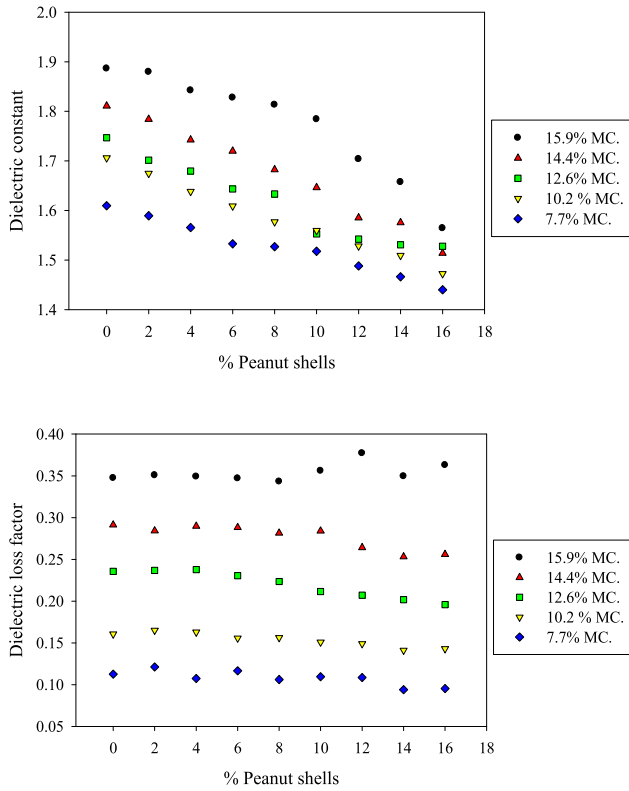 2.0
1.9
1.8
1.7
1.6
1.5
1.4
Dielectric constant
0 2 4 6 8 10 12 14 16 18
% Peanut shells
15.9% MC.
14.4% MC.
12.6% MC.
10.2 % MC.
7.7% MC.
0.40
0.35
0.30
0.25
0.20
0.15
0.10
0.05
Dielectric loss factor
0 2 4 6 8 10 12 14 16 18
% Peanut shells
15.9% MC.
14.4% MC.
12.6% MC.
10.2 % MC.
7.7% MC.